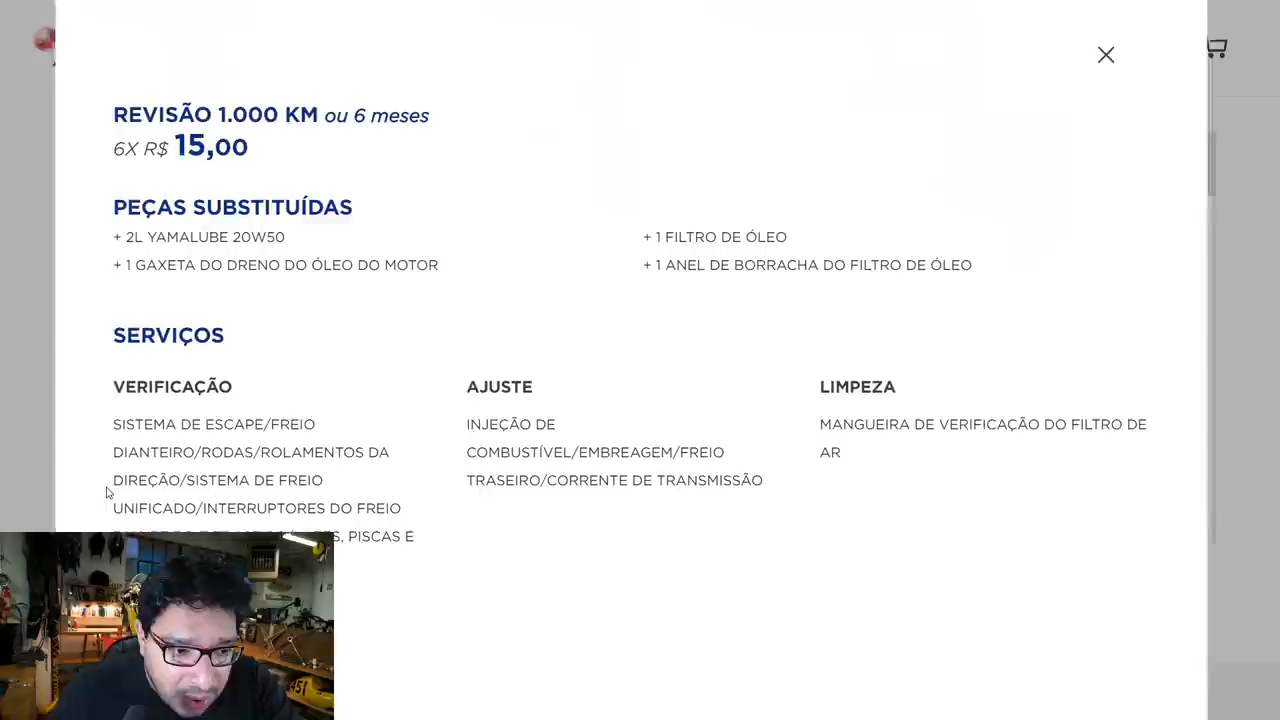 REVISÃO 1.000 KM ou 6 meses
6X R$ 15,00
PEÇAS SUBSTITUÍDAS
+ 2L YAMALUBE 20W50
+ 1 FILTRO DE ÓLEO
+ 1 GAXETA DO DRENO DO ÓLEO DO MOTOR
+ 1 ANEL DE BORRACHA DO FILTRO DE ÓLEO
SERVIÇOS
VERIFICAÇÃO
SISTEMA DE ESCAPE/FREIO
DIANTEIRO/RODAS/ROLAMENTOS DA
DIREÇÃO/SISTEMA DE FREIO
UNIFICADO/INTERRUPTORES DO FREIO
PISCAS E
AJUSTE
INJEÇÃO DE
COMBUSTÍVEL/EMBREAGEM/FREIO
TRASEIRO/CORRENTE DE TRANSMISSÃO
LIMPEZA
MANGUEIRA DE VERIFICAÇÃO DO FILTRO DE
AR